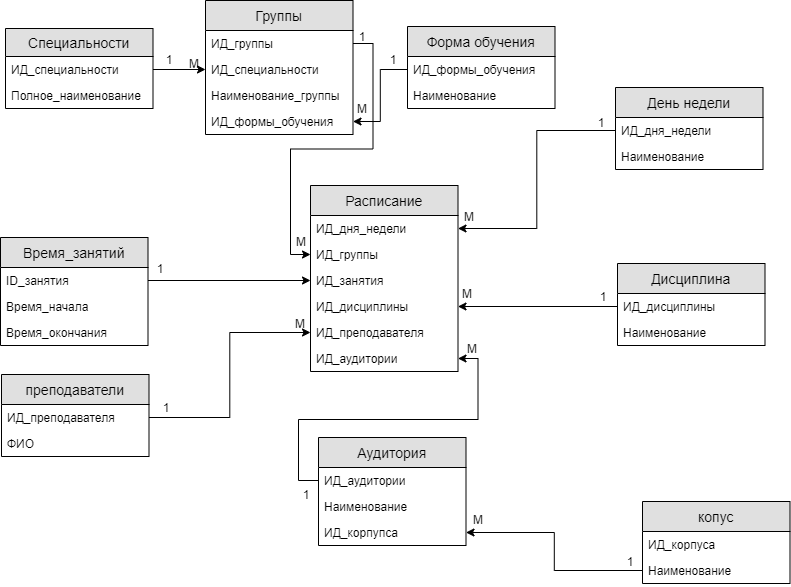 Специальности
ИД_специальности
Полное_наименование
1
М
Группы
ИД_группы
ИД_специальности
Наименование_группы
ИД_формы_обучения
1
М
1
Форма обучения
ИД_формы_обучения
Наименование
День недели
ИД_дня_недели
Наименование
1
М
Расписание
ИД_дня_недели
ИД_группы
ИД_занятия
ИД_дисциплины
ИД_преподавателя
ИД_аудитории
М
Время_занятий
ID_занятия
Время_начала
Время_окончания
1
М
преподаватели
ИД_преподавателя
ФИО
1
Дисциплина
ИД_дисциплины
Наименование
1
М
М
Аудитория
ИД_аудитории
Наименование
ИД_корпупса
1
М
копус
ИД_корпуса
Наименование
1